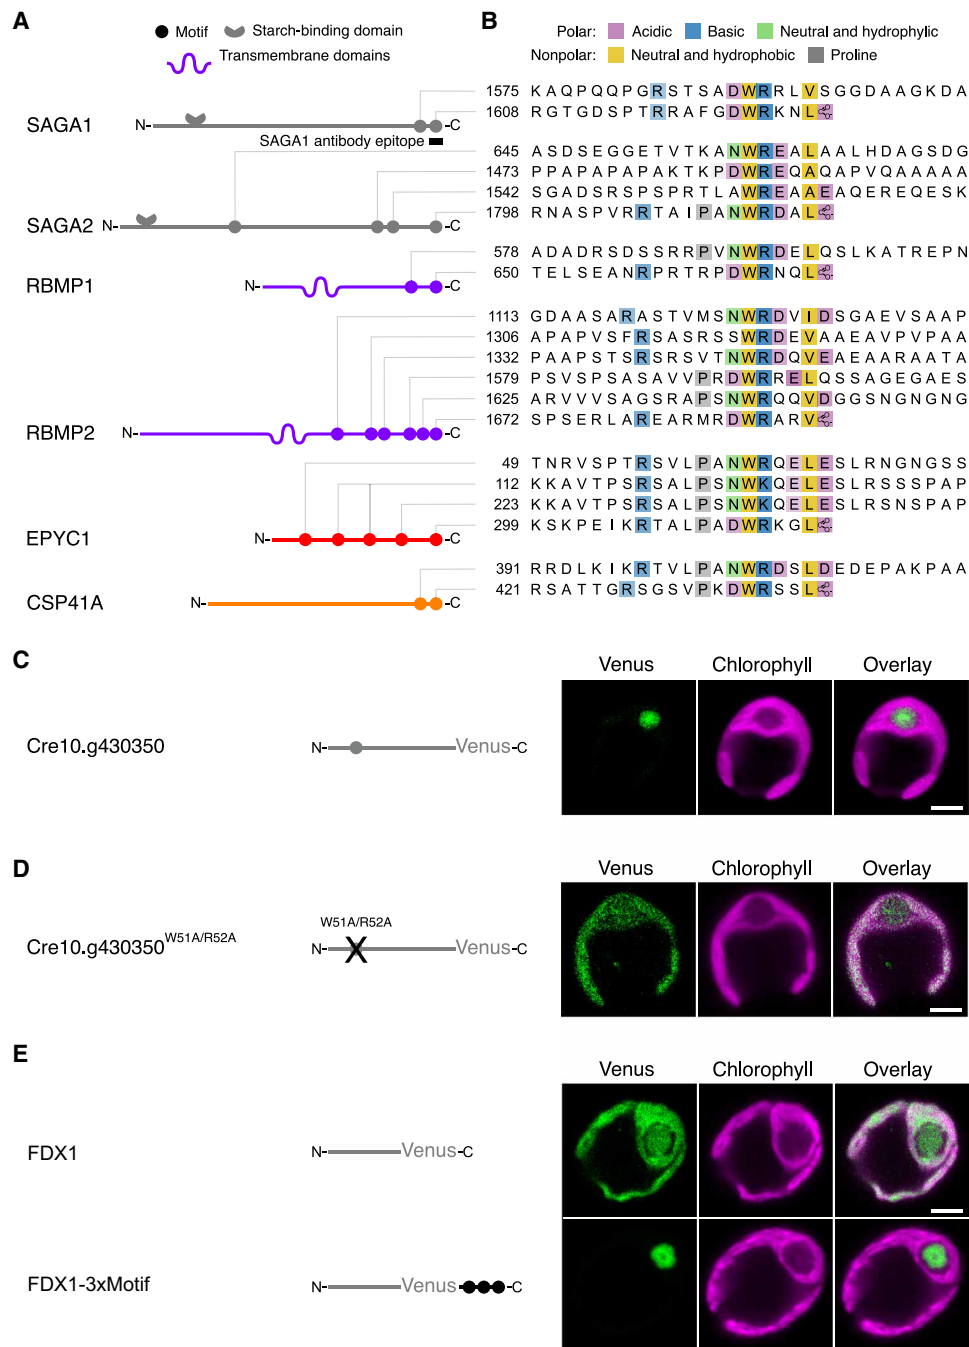 A
Motif
Starch-binding domain
Transmembrane domains
B
Polar: Acidic Basic Neutral and hydrophylic
Nonpolar: Neutral and hydrophobic Proline
SAGA1
N-
-C
SAGA1 antibody epitope
1575 K A Q P Q Q P G R S T S A D W R R L V S G G D A A G K D A
1608 R G T G D S P T R R A F G D W R K N L
SAGA2
N-
-C
645 A S D S E G G E T V T K A N W R E A L A A L H D A G S D G
1473 P P A P A P A P A K T K P D W R E Q A Q A P V Q A A A A A
1542 S G A D S R S P S P R T L A W R E A A E A Q E R E Q E S K
1798 R N A S P V R R T A I P A N W R D A L
RBMP1
N-
-C
578 A D A D R S D S S R R P V N W R D E L Q S L K A T R E P N
650 T E L S E A N R P R T R P D W R N Q L
RBMP2
N-
-C
1113 G D A A S A R A S T V M S N W R D V I D S G A E V S A A P
1306 A P A P V S F R S A S R S S W R D E V A A E A V P V P A A
1332 P A A P S T S R S R S V T N W R D Q V E A E A A R A A T A
1579 P S V S P S A S A V V P R D W R R E L Q S S A G E G A E S
1625 A R V V V S A G S R A P S N W R Q Q V D G G S N G N G N G
1672 S P S E R L A R E A R M R D W R A R V
EPYC1
N-
-C
49 T N R V S P T R S V L P A N W R Q E L E S L R N G N G S S
112 K K A V T P S R S A L P S N W K Q E L E S L R S S S P A P
223 K K A V T P S R S A L P S N W K Q E L E S L R S N S P A P
299 K S K P E I K R T A L P A D W R K G L
CSP41A
N-
-C
391 R R D L K I K R T V L P A N W R D S L D E D E P A K P A A
421 R S A T T G R S G S V P K D W R S S L
C
Venus Chlorophyll Overlay
Cre10.g430350
N- Venus-C
D
Venus Chlorophyll Overlay
W51A/R52A
Cre10.g430350W51A/R52A
N- X Venus-C
E
Venus Chlorophyll Overlay
FDX1
N- Venus-C
FDX1-3xMotif
N- Venus -C